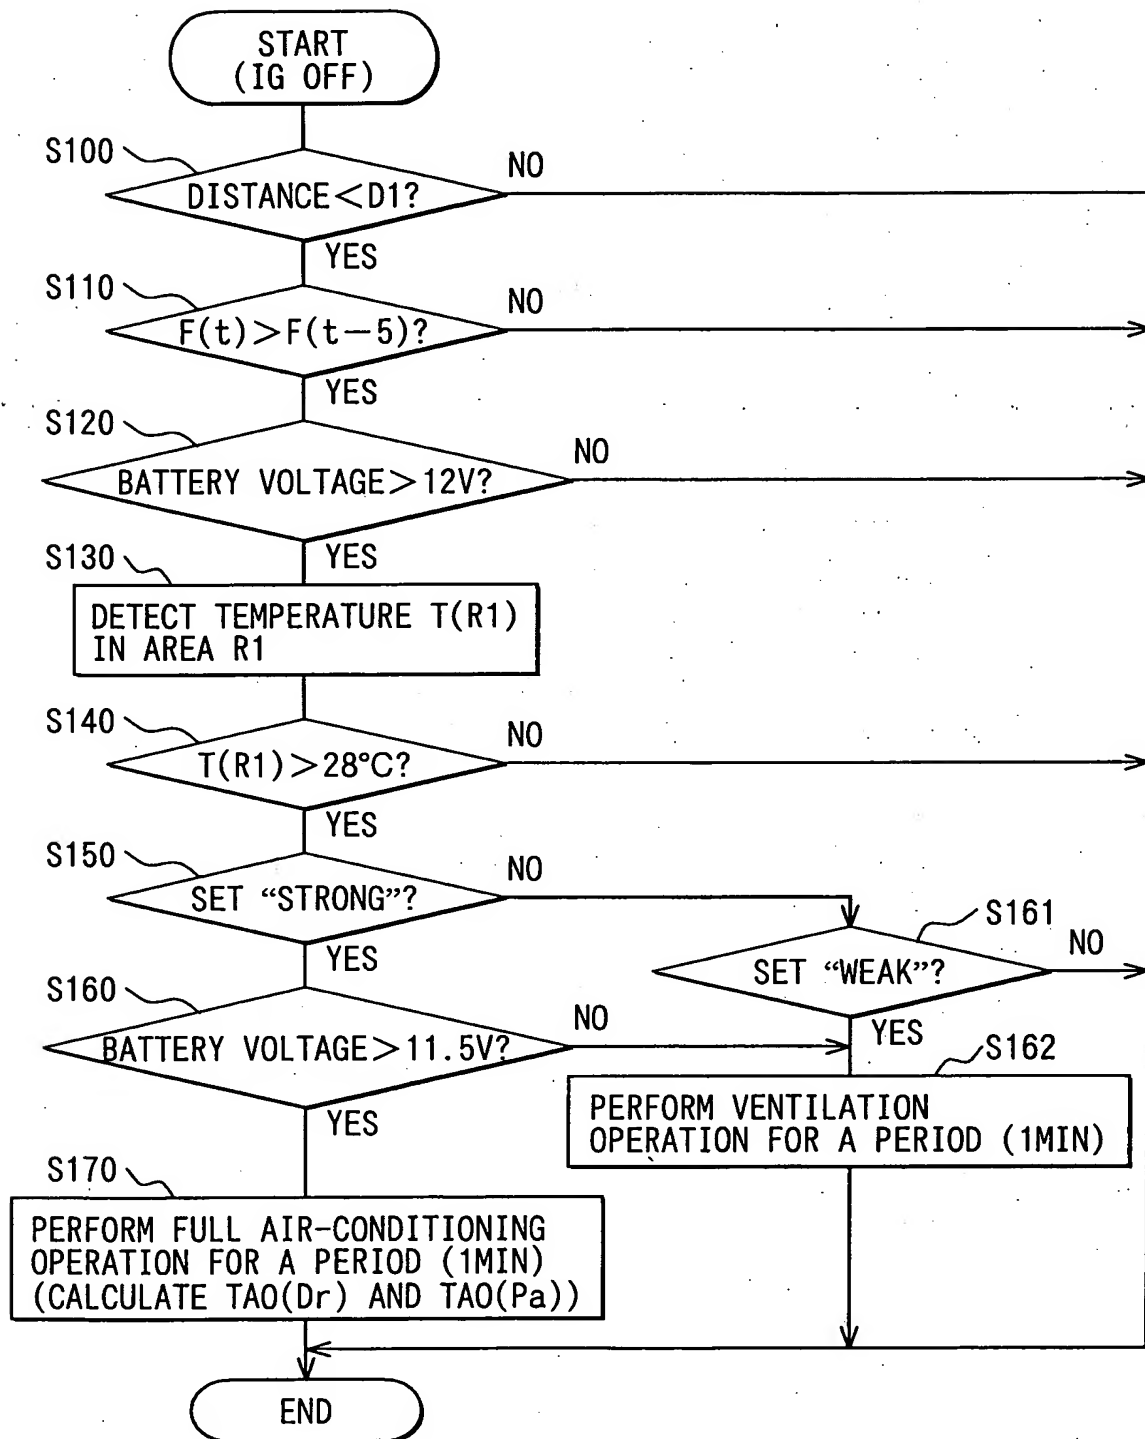 START
(IG OFF)
S100
DISTANCE<D1?
NO
YES
S110
F(t)>F(t-5)?
NO
YES
S120
BATTERY VOLTAGE>12V?
NO
YES
S130
DETECT TEMPERATURE T(R1)
IN AREA R1
S140
T(R1)>28°C?
NO
YES
S150
SET “STRONG”?
NO
YES
S161
SET “WEAK”?
NO
YES
S160
BATTERY VOLTAGE>11.5V?
NO
YES
S162
PERFORM VENTILATION
OPERATION FOR A PERIOD (1MIN)
S170
PERFORM FULL AIR-CONDITIONING
OPERATION FOR A PERIOD (1MIN)
(CALCULATE TAO(Dr) AND TAO(Pa))
END